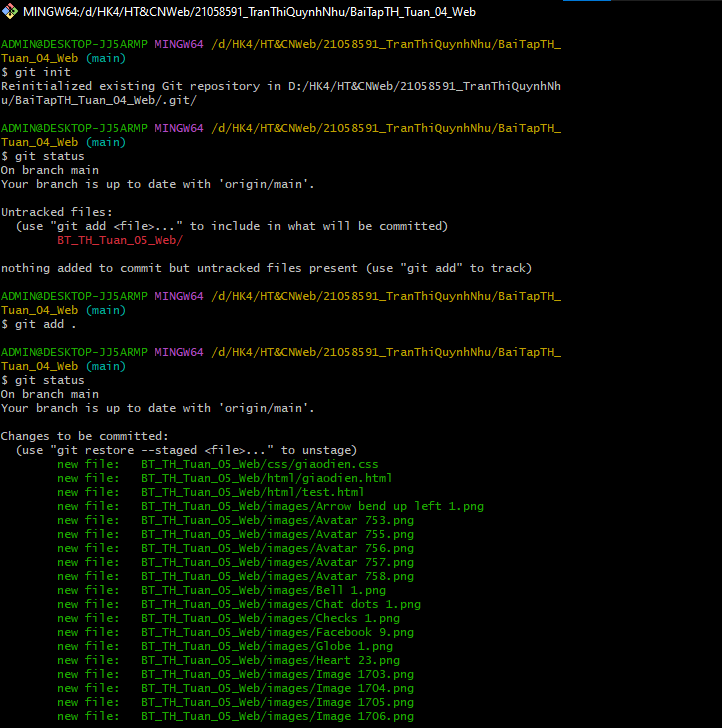 MINGW64:/d/HK4/HT&CNWeb/21058591_TranThiQuynhNhu/BaiTapTH_Tuan_04_Web
ADMIN@DESKTOP-JJ5ARMP MINGW64 /d/HK4/HT&CNWeb/21058591_TranThiQuynhNhu/BaiTapTH_
Tuan_04_Web (main)
$ git init
Reinitialized existing Git repository in D:/HK4/HT&CNWeb/21058591_TranThiQuynhNh
u/BaiTapTH_Tuan_04_Web/.git/
ADMIN@DESKTOP-JJ5ARMP MINGW64 /d/HK4/HT&CNWeb/21058591_TranThiQuynhNhu/BaiTapTH_
Tuan_04_Web (main)
$ git status
On branch main
Your branch is up to date with 'origin/main'.
Untracked files:
  (use "git add <file>..." to include in what will be committed)
        BT_TH_Tuan_05_Web/
nothing added to commit but untracked files present (use "git add" to track)
ADMIN@DESKTOP-JJ5ARMP MINGW64 /d/HK4/HT&CNWeb/21058591_TranThiQuynhNhu/BaiTapTH_
Tuan_04_Web (main)
$ git add .
ADMIN@DESKTOP-JJ5ARMP MINGW64 /d/HK4/HT&CNWeb/21058591_TranThiQuynhNhu/BaiTapTH_
Tuan_04_Web (main)
$ git status
On branch main
Your branch is up to date with 'origin/main'.
Changes to be committed:
  (use "git restore --staged <file>..." to unstage)
        new file:   BT_TH_Tuan_05_Web/css/giaodien.css
        new file:   BT_TH_Tuan_05_Web/html/giaodien.html
        new file:   BT_TH_Tuan_05_Web/html/test.html
        new file:   BT_TH_Tuan_05_Web/images/Arrow bend up left 1.png
        new file:   BT_TH_Tuan_05_Web/images/Avatar 753.png
        new file:   BT_TH_Tuan_05_Web/images/Avatar 755.png
        new file:   BT_TH_Tuan_05_Web/images/Avatar 756.png
        new file:   BT_TH_Tuan_05_Web/images/Avatar 757.png
        new file:   BT_TH_Tuan_05_Web/images/Avatar 758.png
        new file:   BT_TH_Tuan_05_Web/images/Bell 1.png
        new file:   BT_TH_Tuan_05_Web/images/Chat dots 1.png
        new file:   BT_TH_Tuan_05_Web/images/Checks 1.png
        new file:   BT_TH_Tuan_05_Web/images/Facebook 9.png
        new file:   BT_TH_Tuan_05_Web/images/Globe 1.png
        new file:   BT_TH_Tuan_05_Web/images/Heart 23.png
        new file:   BT_TH_Tuan_05_Web/images/Image 1703.png
        new file:   BT_TH_Tuan_05_Web/images/Image 1704.png
        new file:   BT_TH_Tuan_05_Web/images/Image 1705.png
        new file:   BT_TH_Tuan_05_Web/images/Image 1706.png